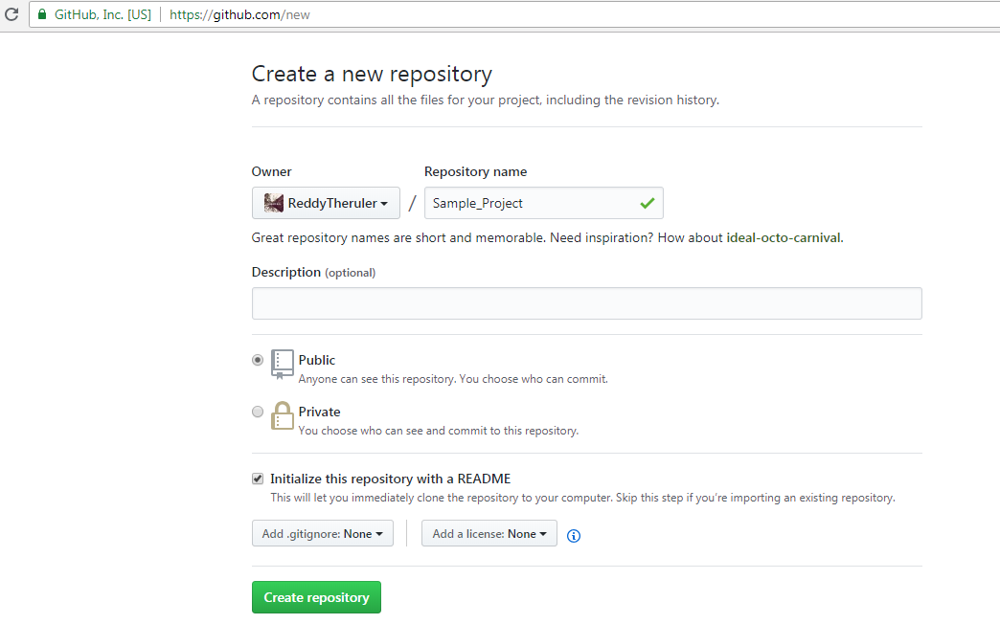 GitHub, Inc. [US] https://github.com/new
Create a new repository
A repository contains all the files for your project, including the revision history.
Owner Repository name
ReddyTheruler / Sample_Project
Great repository names are short and memorable. Need inspiration? How about ideal-octo-carnival.
Description (optional)
Public
Anyone can see this repository. You choose who can commit.
Private
You choose who can see and commit to this repository.
Initialize this repository with a README
This will let you immediately clone the repository to your computer. Skip this step if you're importing an existing repository.
Add .gitignore: None Add a license: None
Create repository